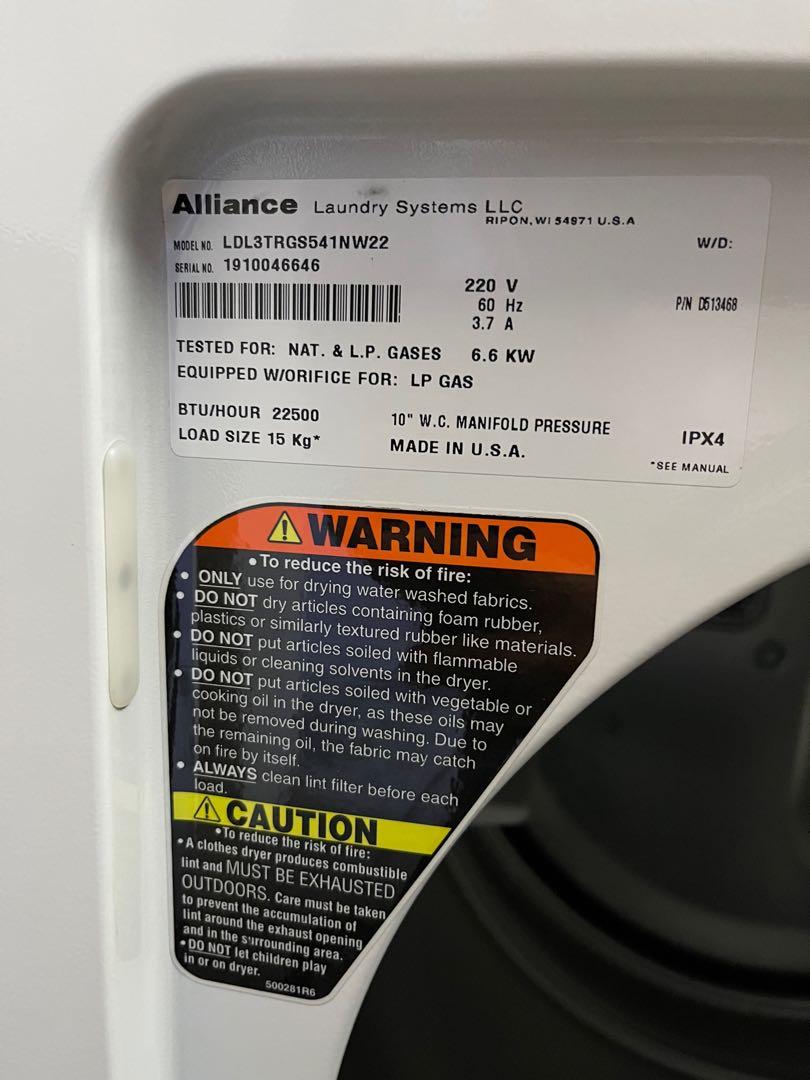 Alliance Laundry Systems LLC
RIPON, WI 54971 U.S.A
MODEL NO. LDL3TRGS541NW22
W/D:
SERIAL NO. 1910046646
220 V
60 Hz
P/N D513468
3.7 A
TESTED FOR: NAT. & L.P. GASES 6.6 KW
EQUIPPED W/ORIFICE FOR: LP GAS
BTU/HOUR 22500
10" W.C. MANIFOLD PRESSURE
LOAD SIZE 15 Kg*
MADE IN U.S.A.
IPX4
*SEE MANUAL
WARNING
• To reduce the risk of fire:
• ONLY use for drying water washed fabrics.
• DO NOT dry articles containing foam rubber,
plastics or similarly textured rubber like materials.
• DO NOT put articles soiled with flammable
liquids or cleaning solvents in the dryer.
• DO NOT put articles soiled with vegetable or
cooking oil in the dryer, as these oils may
not be removed during washing. Due to
the remaining oil, the fabric may catch
on fire by itself.
• ALWAYS clean lint filter before each
load.
CAUTION
•To reduce the risk of fire:
• A clothes dryer produces combustible
lint and MUST BE EXHAUSTED
OUTDOORS. Care must be taken
to prevent the accumulation of
lint around the exhaust opening
and in the surrounding area.
• DO NOT let children play
in or on dryer.
500281R6